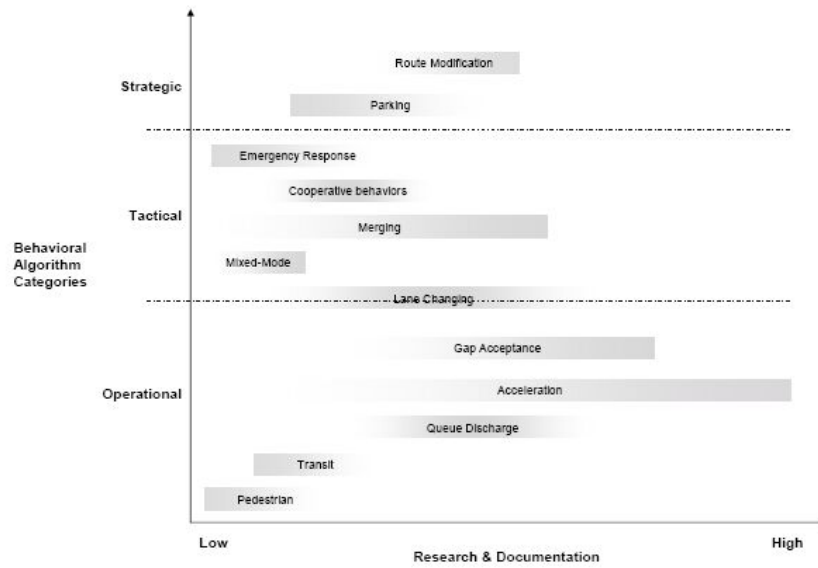 Route Modification
Strategic
Parking
Emergency Response
Cooperative behaviors
Tactical
Merging
Behavioral
Algorithm
Categories
Mixed-Mode
Lane Changing
Gap Acceptance
Operational
Acceleration
Queue Discharge
Transit
Pedestrian
Low
High
Research & Documentation